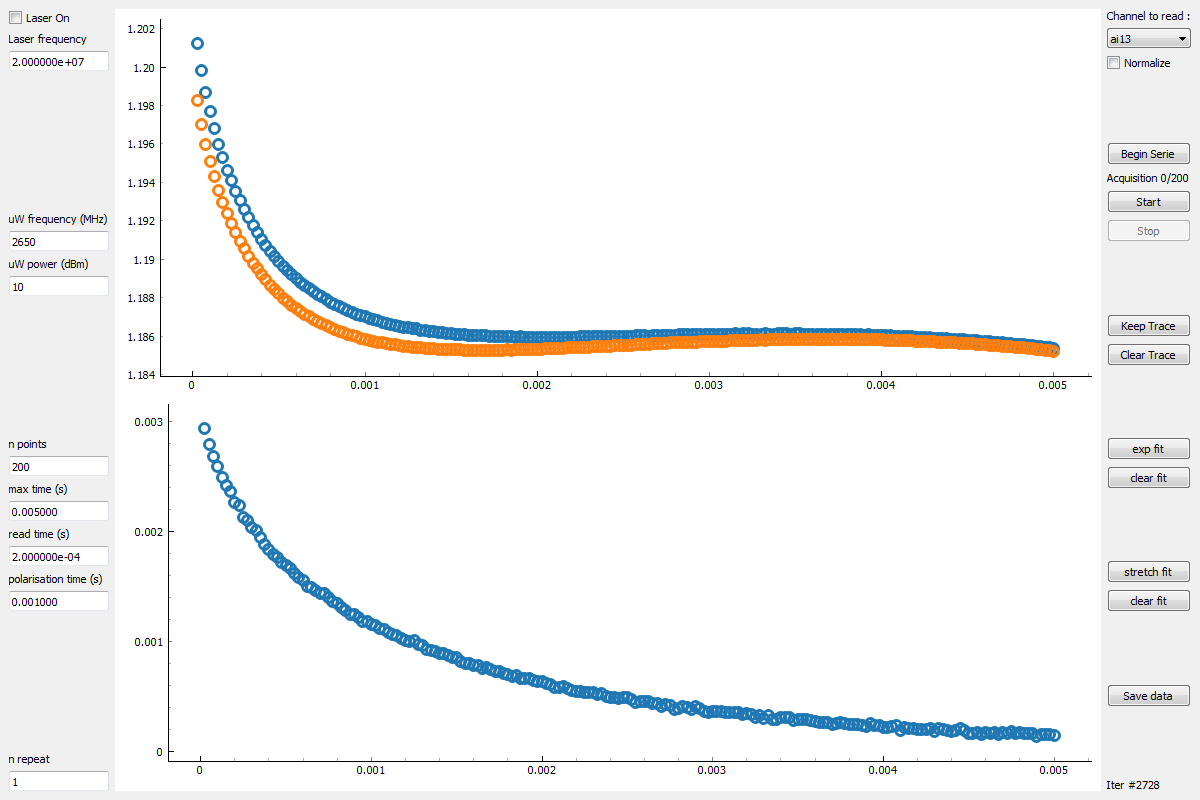 Laser On
Laser frequency
2.000000e+07
uW frequency (MHz)
2650
uW power (dBm)
10
n points
200
max time (s)
0.005000
read time (s)
2.000000e-04
polarisation time (s)
0.001000
n repeat
1
1.202
1.20
1.198
1.196
1.194
1.192
1.19
1.188
1.186
1.184
0 0.001 0.002 0.003 0.004 0.005
0.003
0.002
0.001
0
0 0.001 0.002 0.003 0.004 0.005
Channel to read :
ai13
Normalize
Begin Serie
Acquisition 0/200
Start
Stop
Keep Trace
Clear Trace
exp fit
clear fit
stretch fit
clear fit
Save data
Iter #2728